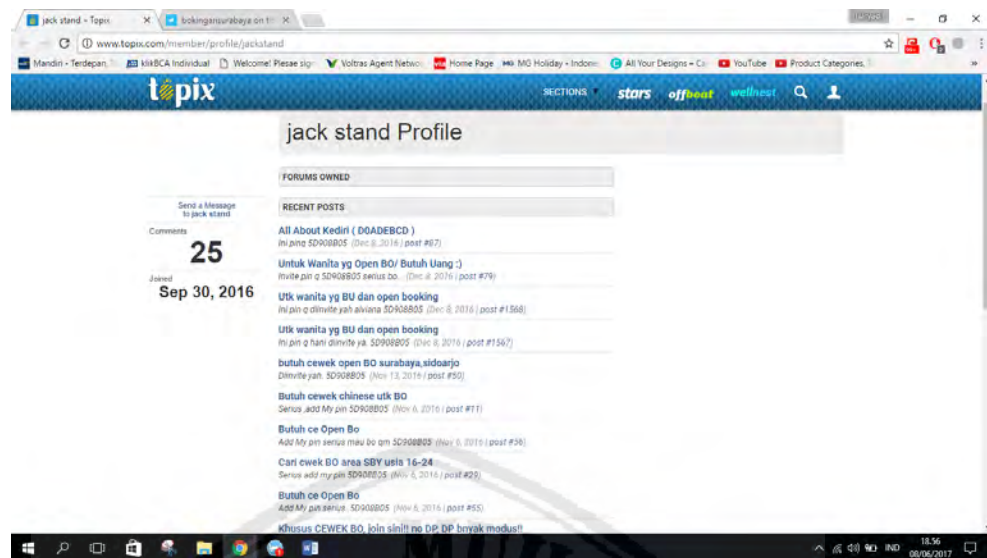 jack stand - Topix
bokingansurabaya on t
www.topix.com/member/profile/jackstand
Mandiri - Terdepan, T
klikBCA Individual
Welcome! Plesae sig
Voltras Agent Netwo
Home Page
MG Holiday - Indone
All Your Designs – Ca
YouTube
Product Categories,
topix
SECTIONS
stars
offbeat
wellnest
jack stand Profile
FORUMS OWNED
Send a Message
to jack stand
Comments
25
Joined
Sep 30, 2016
RECENT POSTS
All About Kediri ( D0ADEBCD )
Ini ping 5D908B05 (Dec 8, 2016 | post #87)
Untuk Wanita yg Open BO/ Butuh Uang :)
Invite pin q 5D908B05 serius bo... (Dec 8, 2016 | post #79)
Utk wanita yg BU dan open booking
Ini pin q diinvite yah alviana 5D908B05 (Dec 8, 2016 | post #1568)
Utk wanita yg BU dan open booking
Ini pin q hani diinvite ya. 5D908B05 (Dec 8, 2016 | post #1567)
butuh cewek open BO surabaya,sidoarjo
Diinvite yah. 5D908B05 (Nov 13, 2016 | post #50)
Butuh cewek chinese utk BO
Serius ,add My pin 5D908B05 (Nov 6, 2016 | post #11)
Butuh ce Open Bo
Add My pin serius mau bo qm 5D908B05 (Nov 6, 2016 | post #56)
Cari cwek BO area SBY usia 16-24
Serius add my pin 5D908B05 (Nov 6, 2016 | post #29)
Butuh ce Open Bo
Add My pin serius. 5D908B05 (Nov 6, 2016 | post #55)
Khusus CEWEK BO, join sini!! no DP, DP bnyak modus!!
IND
18.56
08/06/2017